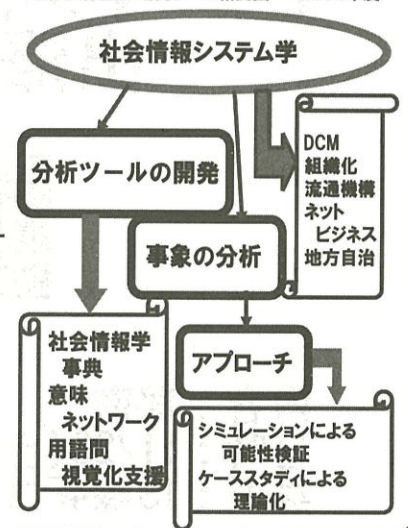 社会情報システム学
分析ツールの開発
DCM
組織化
流通機構
ネット
ビジネス
地方自治
事象の分析
社会情報学
事典
意味
ネットワーク
用語間
視覚化支援
アプローチ
シミュレーションによる
可能性検証
ケーススタディによる
理論化